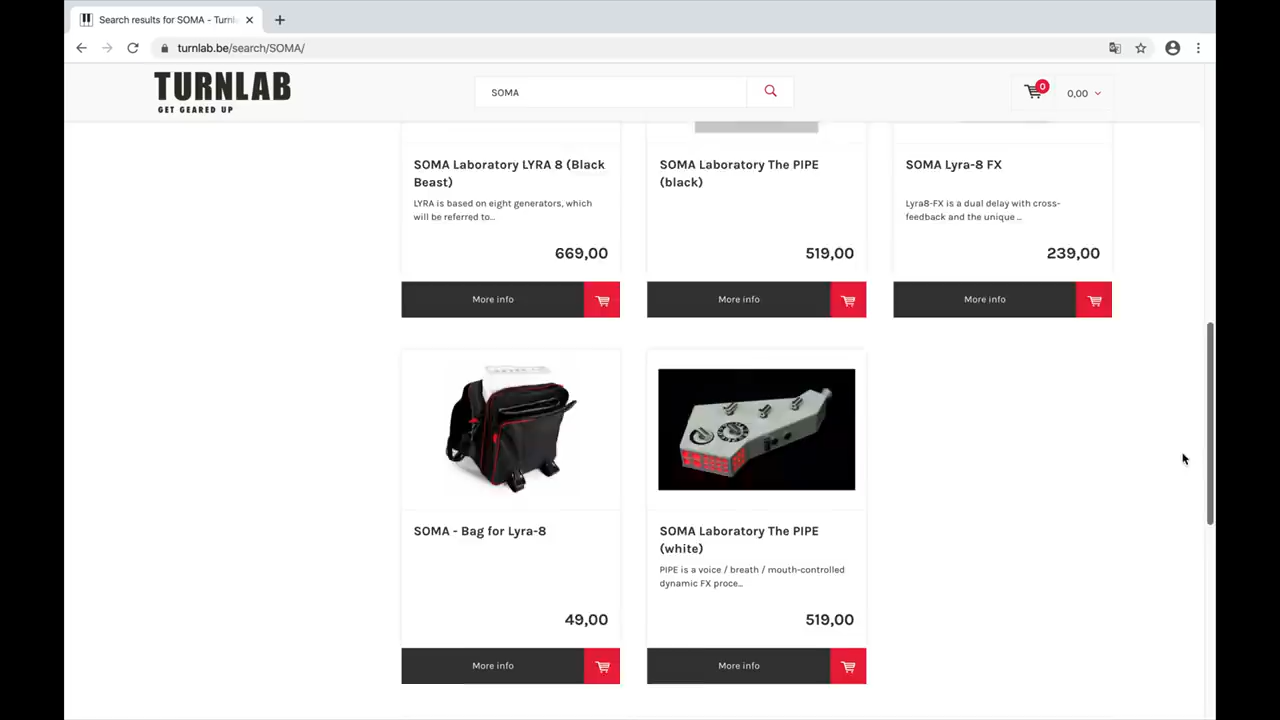 Search results for SOMA - Turnl
turnlab.be/search/SOMA/
TURNLAB
GET GEARED UP
SOMA
0
0,00
SOMA Laboratory LYRA 8 (Black
Beast)
LYRA is based on eight generators, which
will be referred to...
669,00
More info
SOMA Laboratory The PIPE
(black)
519,00
More info
SOMA Lyra-8 FX
Lyra8-FX is a dual delay with cross-
feedback and the unique ...
239,00
More info
SOMA - Bag for Lyra-8
49,00
More info
SOMA Laboratory The PIPE
(white)
PIPE is a voice / breath / mouth-controlled
dynamic FX proce...
519,00
More info